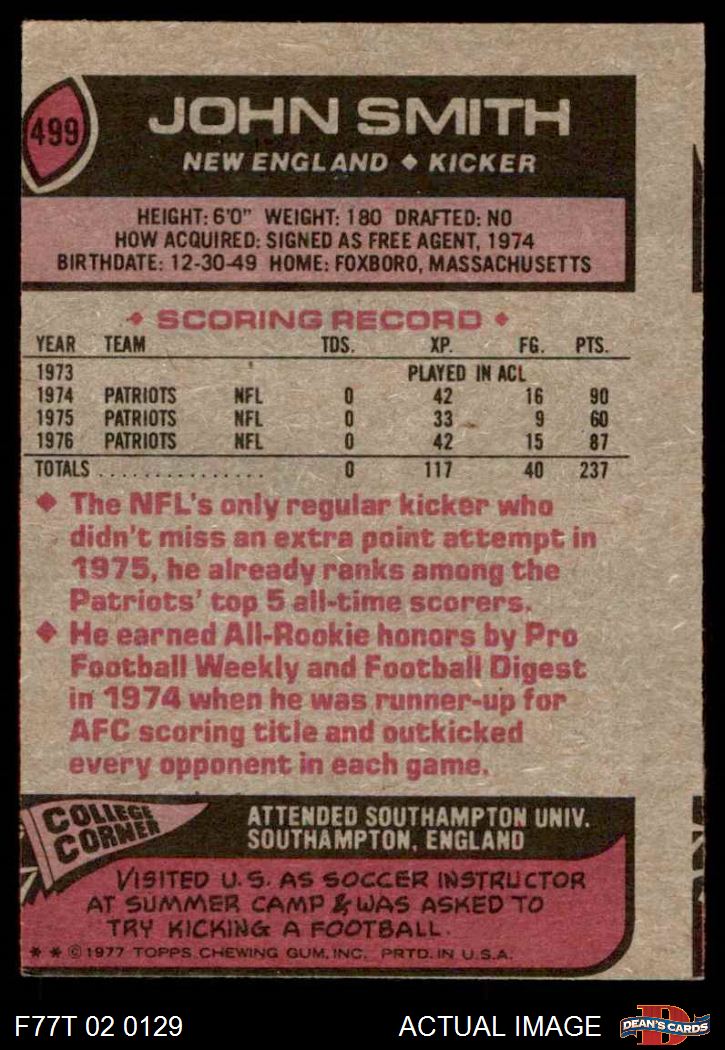 499
JOHN SMITH
NEW ENGLAND ◆ KICKER
HEIGHT: 6'0" WEIGHT: 180 DRAFTED: NO
HOW ACQUIRED: SIGNED AS FREE AGENT, 1974
BIRTHDATE: 12-30-49 HOME: FOXBORO, MASSACHUSETTS
◆ SCORING RECORD ◆
YEAR TEAM TDS. XP. FG. PTS.
1973 PLAYED IN ACL
1974 PATRIOTS NFL 0 42 16 90
1975 PATRIOTS NFL 0 33 9 60
1976 PATRIOTS NFL 0 42 15 87
TOTALS ................ 0 117 40 237
◆ The NFL's only regular kicker who
didn't miss an extra point attempt in
1975, he already ranks among the
Patriots' top 5 all-time scorers.
◆ He earned All-Rookie honors by Pro
Football Weekly and Football Digest
in 1974 when he was runner-up for
AFC scoring title and outkicked
every opponent in each game.
COLLEGE
CORNER
ATTENDED SOUTHAMPTON UNIV.
SOUTHAMPTON, ENGLAND
VISITED U.S. AS SOCCER INSTRUCTOR
AT SUMMER CAMP & WAS ASKED TO
TRY KICKING A FOOTBALL.
* * © 1977 TOPPS CHEWING GUM, INC. PRTD. IN U.S.A.
F77T 02 0129 ACTUAL IMAGE
D
DEAN'S CARDS